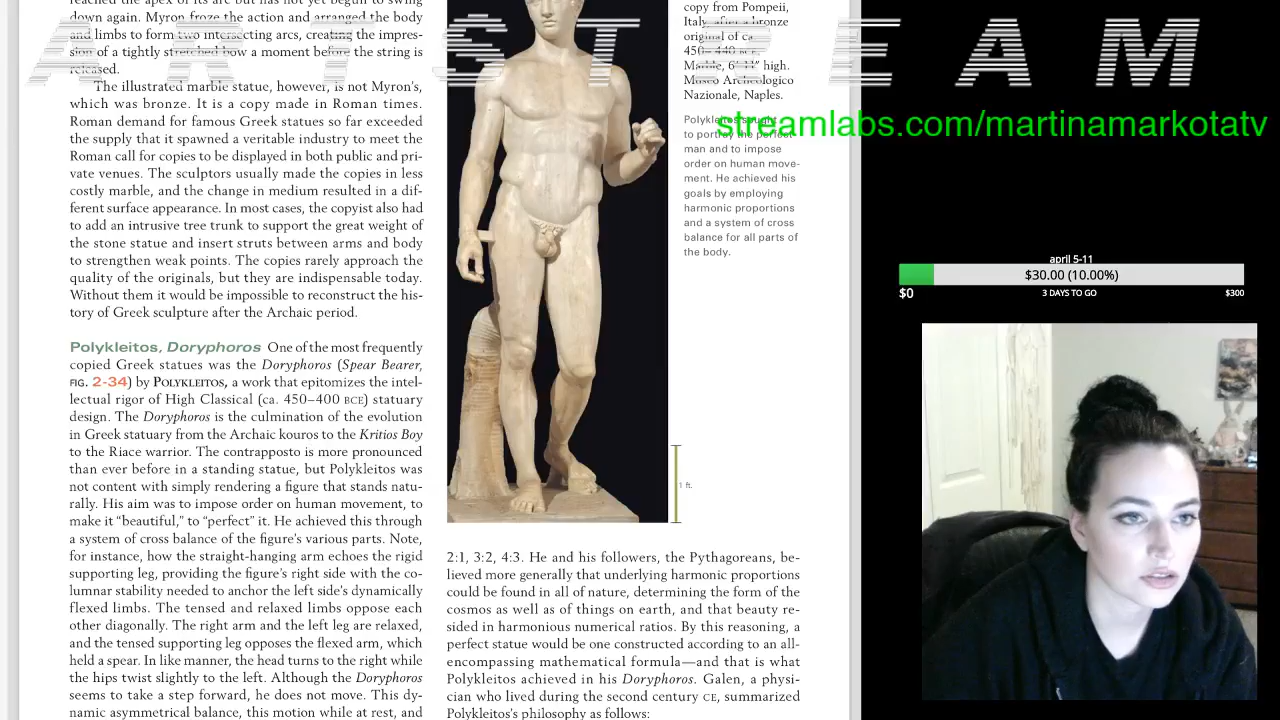 ART STREAM
streamlabs.com/martinamarkotatv
reached the apex of its arc but has not yet begun to swing
down again. Myron froze the action and arranged the body
and limbs to form two intersecting arcs, creating the impres-
sion of a tightly stretched bow a moment before the string is
released.
The illustrated marble statue, however, is not Myron's,
which was bronze. It is a copy made in Roman times.
Roman demand for famous Greek statues so far exceeded
the supply that it spawned a veritable industry to meet the
Roman call for copies to be displayed in both public and pri-
vate venues. The sculptors usually made the copies in less
costly marble, and the change in medium resulted in a dif-
ferent surface appearance. In most cases, the copyist also had
to add an intrusive tree trunk to support the great weight of
the stone statue and insert struts between arms and body
to strengthen weak points. The copies rarely approach the
quality of the originals, but they are indispensable today.
Without them it would be impossible to reconstruct the his-
tory of Greek sculpture after the Archaic period.
Polykleitos, Doryphoros One of the most frequently
copied Greek statues was the Doryphoros (Spear Bearer,
FIG. 2-34) by POLYKLEITOS, a work that epitomizes the intel-
lectual rigor of High Classical (ca. 450–400 BCE) statuary
design. The Doryphoros is the culmination of the evolution
in Greek statuary from the Archaic kouros to the Kritios Boy
to the Riace warrior. The contrapposto is more pronounced
than ever before in a standing statue, but Polykleitos was
not content with simply rendering a figure that stands natu-
rally. His aim was to impose order on human movement, to
make it “beautiful,” to “perfect” it. He achieved this through
a system of cross balance of the figure's various parts. Note,
for instance, how the straight-hanging arm echoes the rigid
supporting leg, providing the figure's right side with the co-
lumnar stability needed to anchor the left side's dynamically
flexed limbs. The tensed and relaxed limbs oppose each
other diagonally. The right arm and the left leg are relaxed,
and the tensed supporting leg opposes the flexed arm, which
held a spear. In like manner, the head turns to the right while
the hips twist slightly to the left. Although the Doryphoros
seems to take a step forward, he does not move. This dy-
namic asymmetrical balance, this motion while at rest, and
copy from Pompeii,
Italy, after a bronze
original of ca.
450–440 BCE.
Marble, 6' 11" high.
Museo Archeologico
Nazionale, Naples.
Polykleitos sought
to portray the perfect
man and to impose
order on human move-
ment. He achieved his
goals by employing
harmonic proportions
and a system of cross
balance for all parts of
the body.
1 ft.
2:1, 3:2, 4:3. He and his followers, the Pythagoreans, be-
lieved more generally that underlying harmonic proportions
could be found in all of nature, determining the form of the
cosmos as well as of things on earth, and that beauty re-
sided in harmonious numerical ratios. By this reasoning, a
perfect statue would be one constructed according to an all-
encompassing mathematical formula—and that is what
Polykleitos achieved in his Doryphoros. Galen, a physi-
cian who lived during the second century CE, summarized
Polykleitos's philosophy as follows:
april 5-11
$30.00 (10.00%)
$0
3 DAYS TO GO
$300